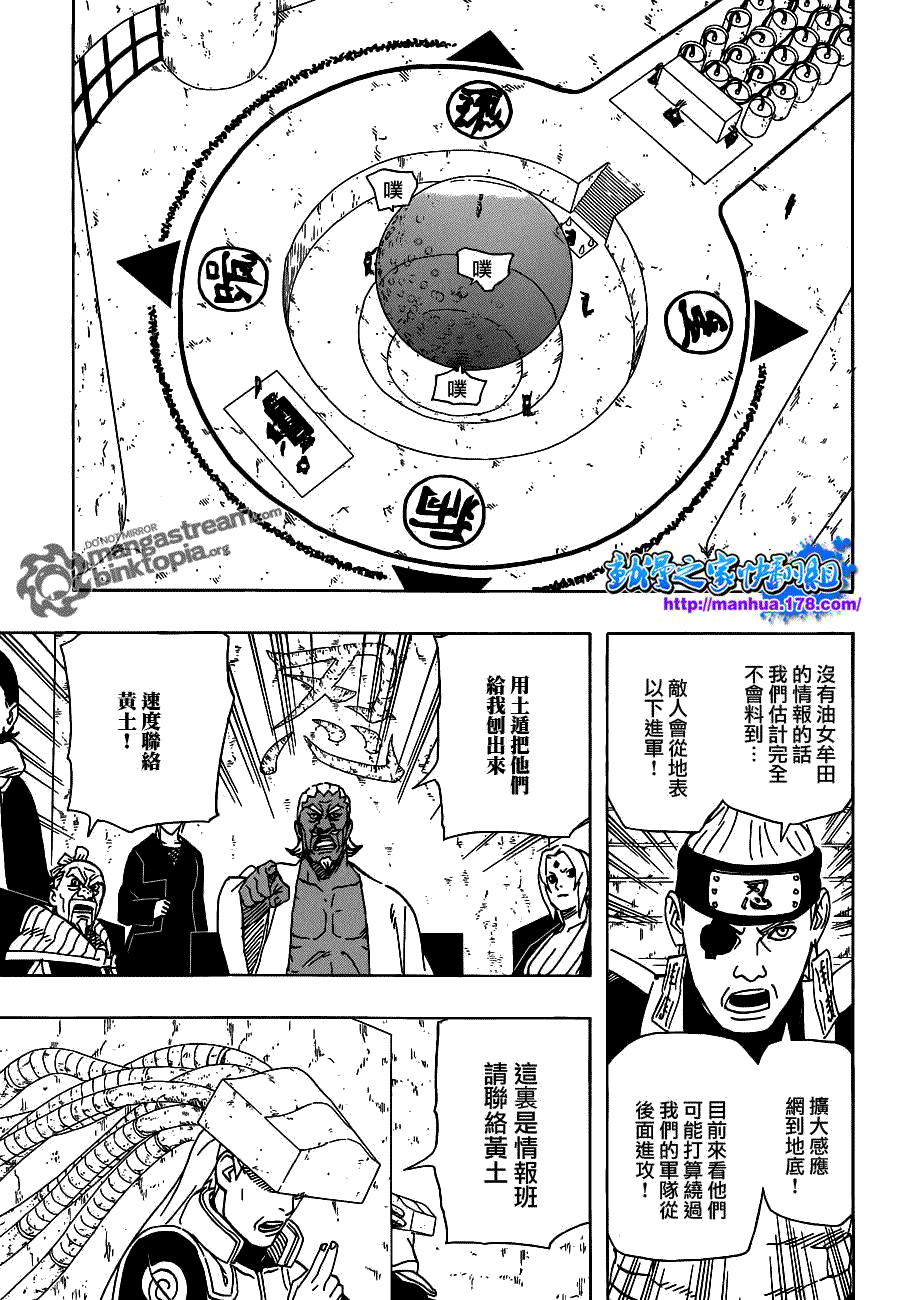 噗
噗
噗
DO NOT MIRROR
mangastream.com
binktopia.org
動漫之家快看组
http://manhua.178.com/
沒有油女牟田
的情報的話
我們估計完全
不會料到…
敵人會從地表
以下進軍！
忍
擴大感應
網到地底！
目前來看他們
可能打算繞過
我們的軍隊從
後面進攻！
用土遁把他們
給我刨出來
速度聯絡
黃土！
這裏是情報班
請聯絡黃土